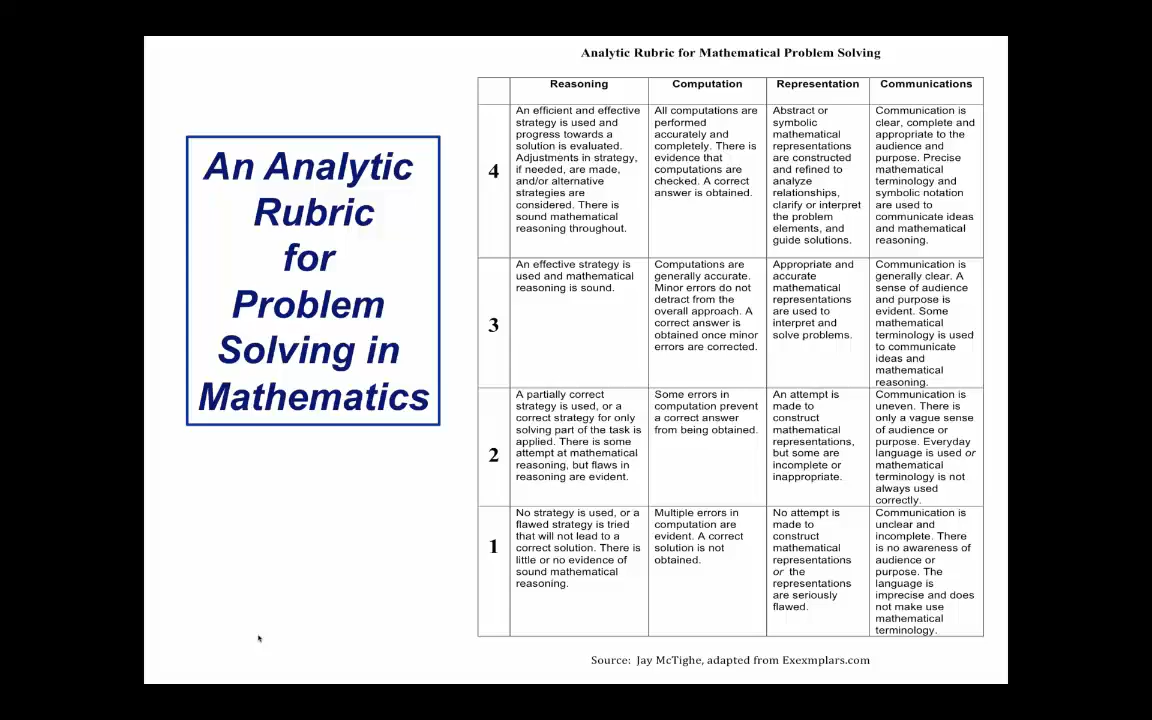 An Analytic
Rubric
for
Problem
Solving in
Mathematics
Analytic Rubric for Mathematical Problem Solving
Reasoning
Computation
Representation
Communications
4
An efficient and effective
strategy is used and
progress towards a
solution is evaluated.
Adjustments in strategy,
if needed, are made,
and/or alternative
strategies are
considered. There is
sound mathematical
reasoning throughout.
All computations are
performed
accurately and
completely. There is
evidence that
computations are
checked. A correct
answer is obtained.
Abstract or
symbolic
mathematical
representations
are constructed
and refined to
analyze
relationships,
clarify or interpret
the problem
elements, and
guide solutions.
Communication is
clear, complete and
appropriate to the
audience and
purpose. Precise
mathematical
terminology and
symbolic notation
are used to
communicate ideas
and mathematical
reasoning.
3
An effective strategy is
used and mathematical
reasoning is sound.
Computations are
generally accurate.
Minor errors do not
detract from the
overall approach. A
correct answer is
obtained once minor
errors are corrected.
Appropriate and
accurate
mathematical
representations
are used to
interpret and
solve problems.
Communication is
generally clear. A
sense of audience
and purpose is
evident. Some
mathematical
terminology is used
to communicate
ideas and
mathematical
reasoning.
2
A partially correct
strategy is used, or a
correct strategy for only
solving part of the task is
applied. There is some
attempt at mathematical
reasoning, but flaws in
reasoning are evident.
Some errors in
computation prevent
a correct answer
from being obtained.
An attempt is
made to
construct
mathematical
representations,
but some are
incomplete or
inappropriate.
Communication is
uneven. There is
only a vague sense
of audience or
purpose. Everyday
language is used or
mathematical
terminology is not
always used
correctly.
1
No strategy is used, or a
flawed strategy is tried
that will not lead to a
correct solution. There is
little or no evidence of
sound mathematical
reasoning.
Multiple errors in
computation are
evident. A correct
solution is not
obtained.
No attempt is
made to
construct
mathematical
representations
or the
representations
are seriously
flawed.
Communication is
unclear and
incomplete. There
is no awareness of
audience or
purpose. The
language is
imprecise and does
not make use
mathematical
terminology.
Source: Jay McTighe, adapted from Exexmplars.com